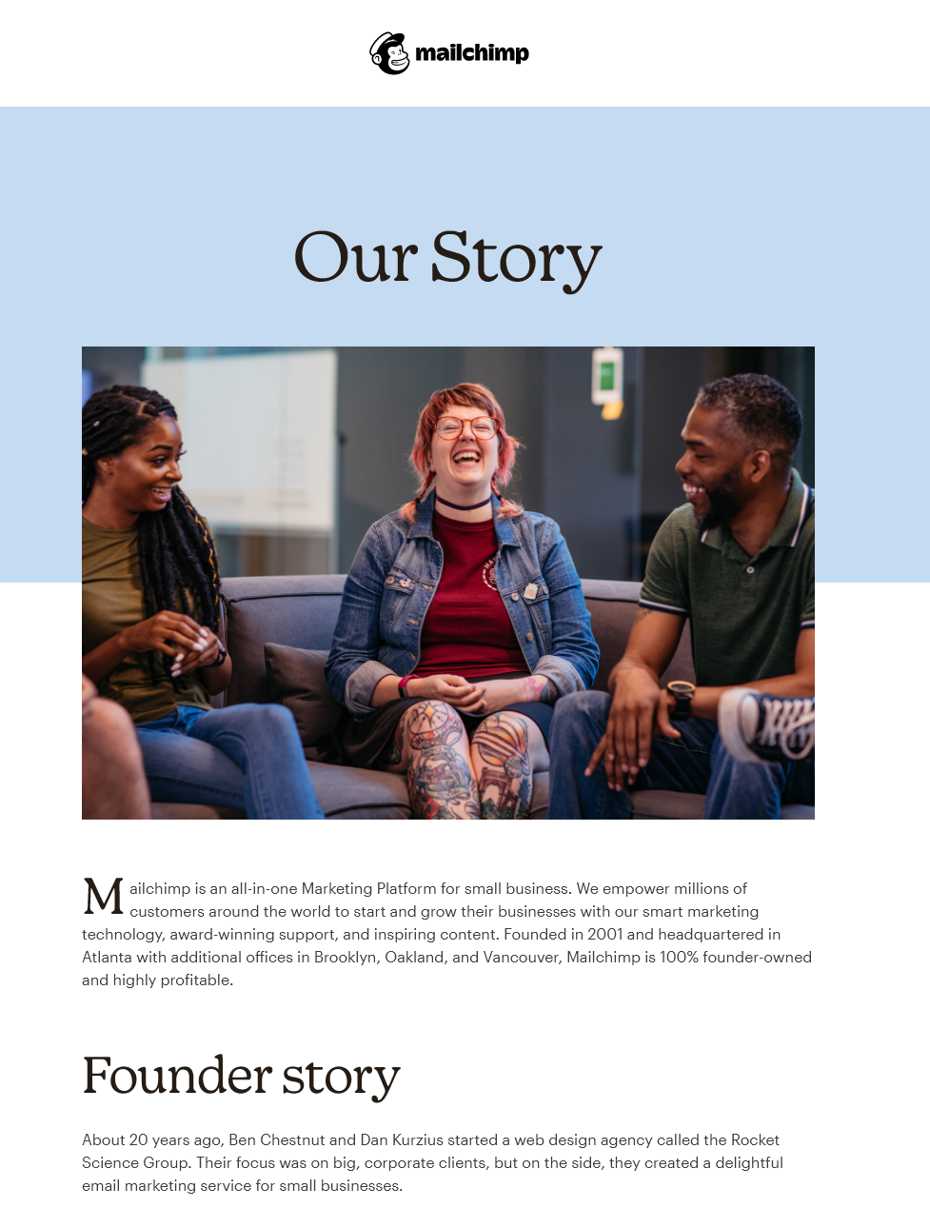 mailchimp
Our Story
Mailchimp is an all-in-one Marketing Platform for small business. We empower millions of
customers around the world to start and grow their businesses with our smart marketing
technology, award-winning support, and inspiring content. Founded in 2001 and headquartered in
Atlanta with additional offices in Brooklyn, Oakland, and Vancouver, Mailchimp is 100% founder-owned
and highly profitable.
Founder story
About 20 years ago, Ben Chestnut and Dan Kurzius started a web design agency called the Rocket
Science Group. Their focus was on big, corporate clients, but on the side, they created a delightful
email marketing service for small businesses.